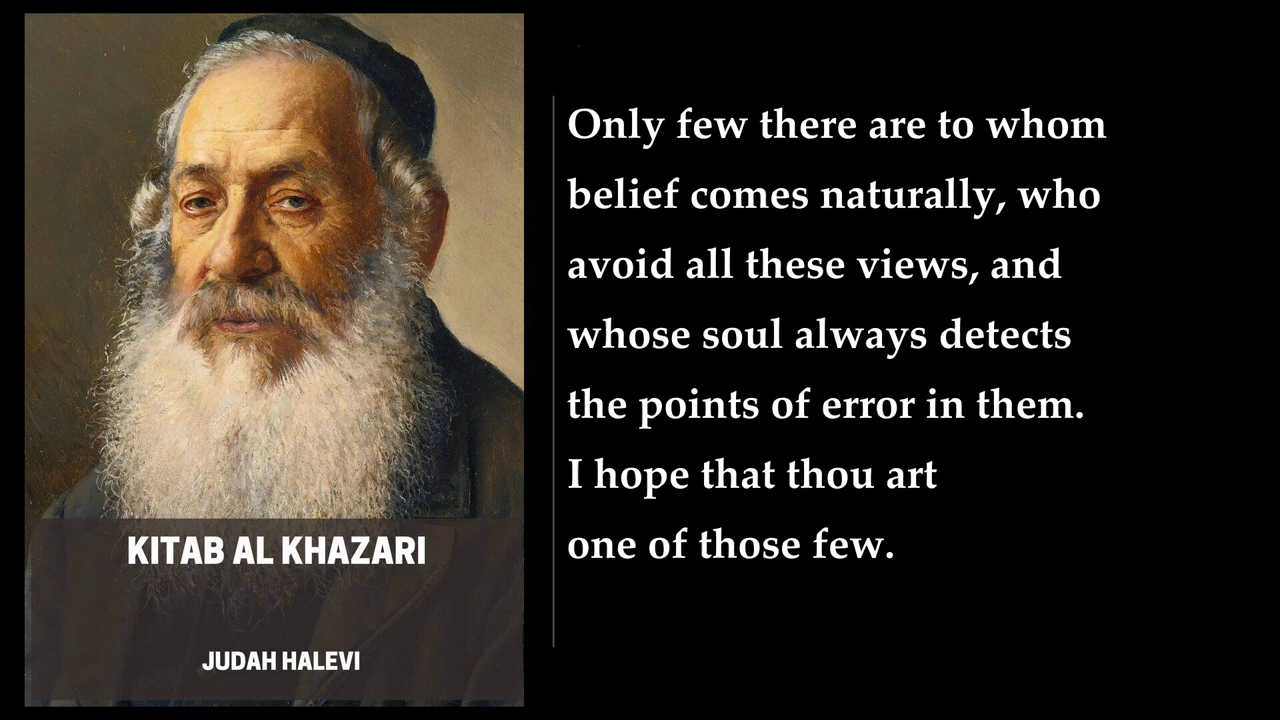 KITAB AL KHAZARI
JUDAH HALEVI
Only few there are to whom
belief comes naturally, who
avoid all these views, and
whose soul always detects
the points of error in them.
I hope that thou art
one of those few.